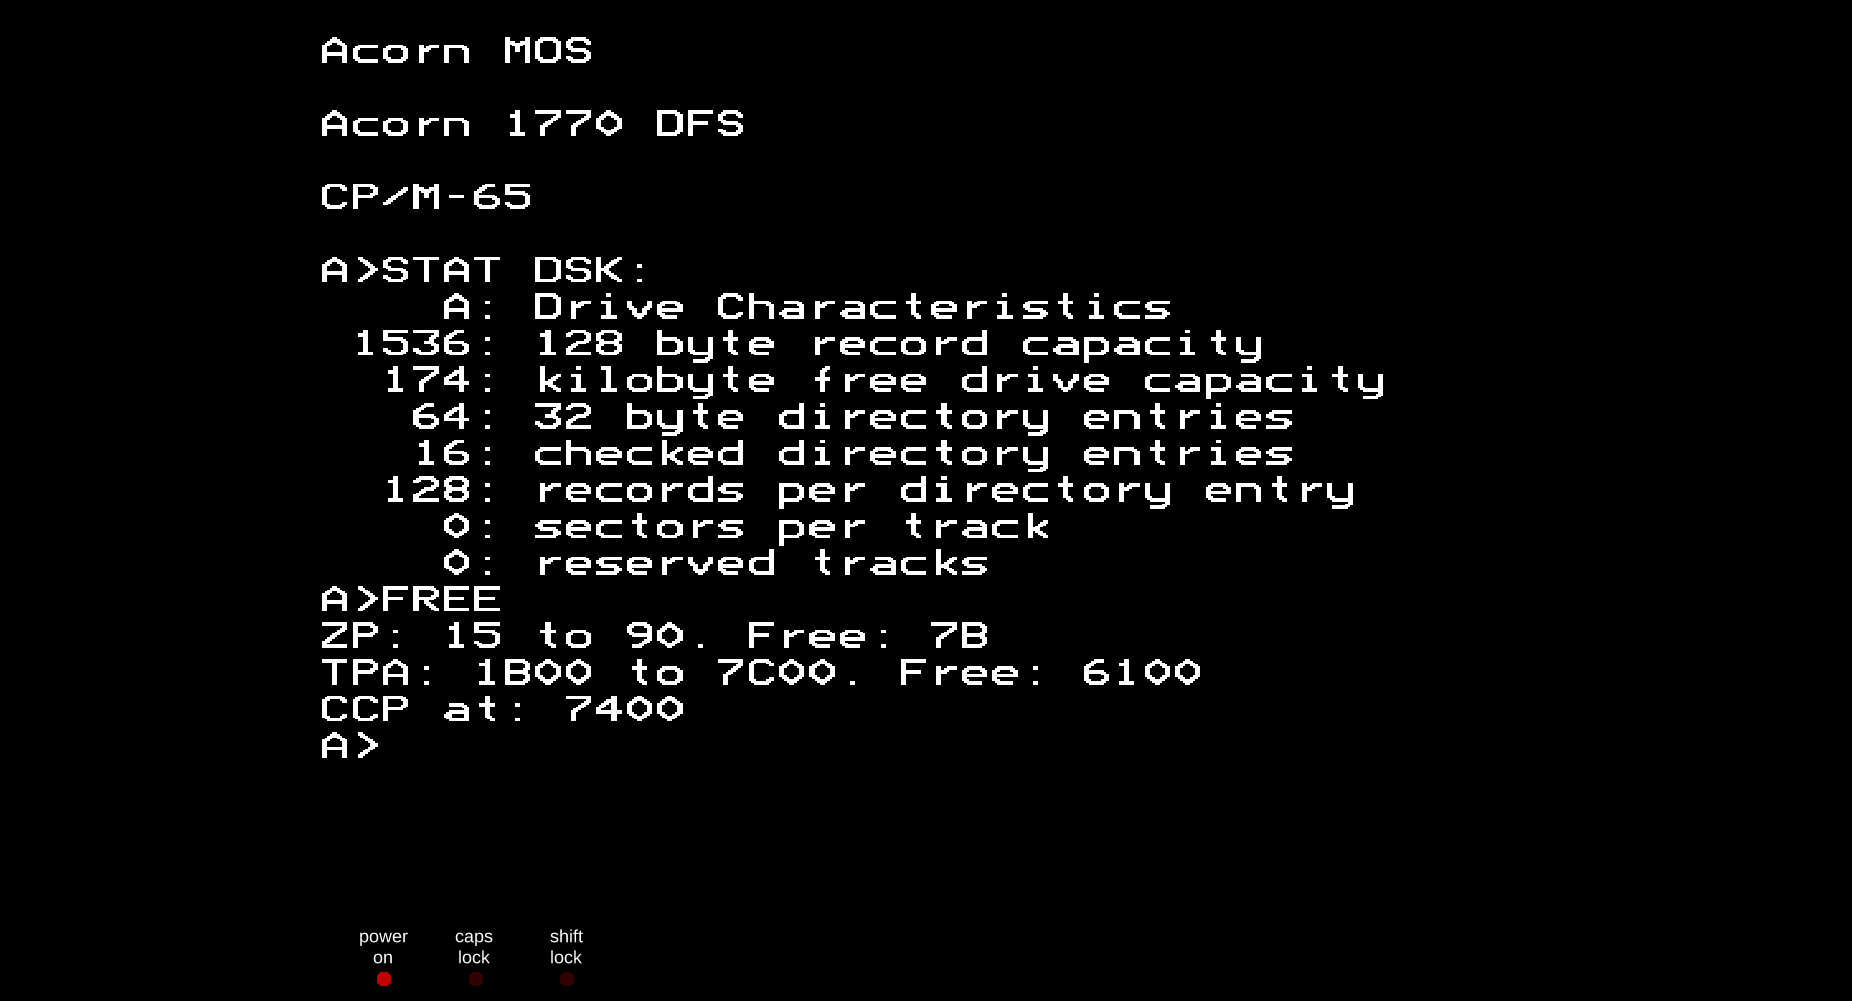 Acorn MOS
Acorn 1770 DFS
CP/M-65
A>STAT DSK:
A: Drive Characteristics
1536: 128 byte record capacity
174: kilobyte free drive capacity
64: 32 byte directory entries
16: checked directory entries
128: records per directory entry
0: sectors per track
0: reserved tracks
A>FREE
ZP: 15 to 90. Free: 7B
TPA: 1B00 to 7C00. Free: 6100
CCP at: 7400
A>
power on
caps lock
shift lock